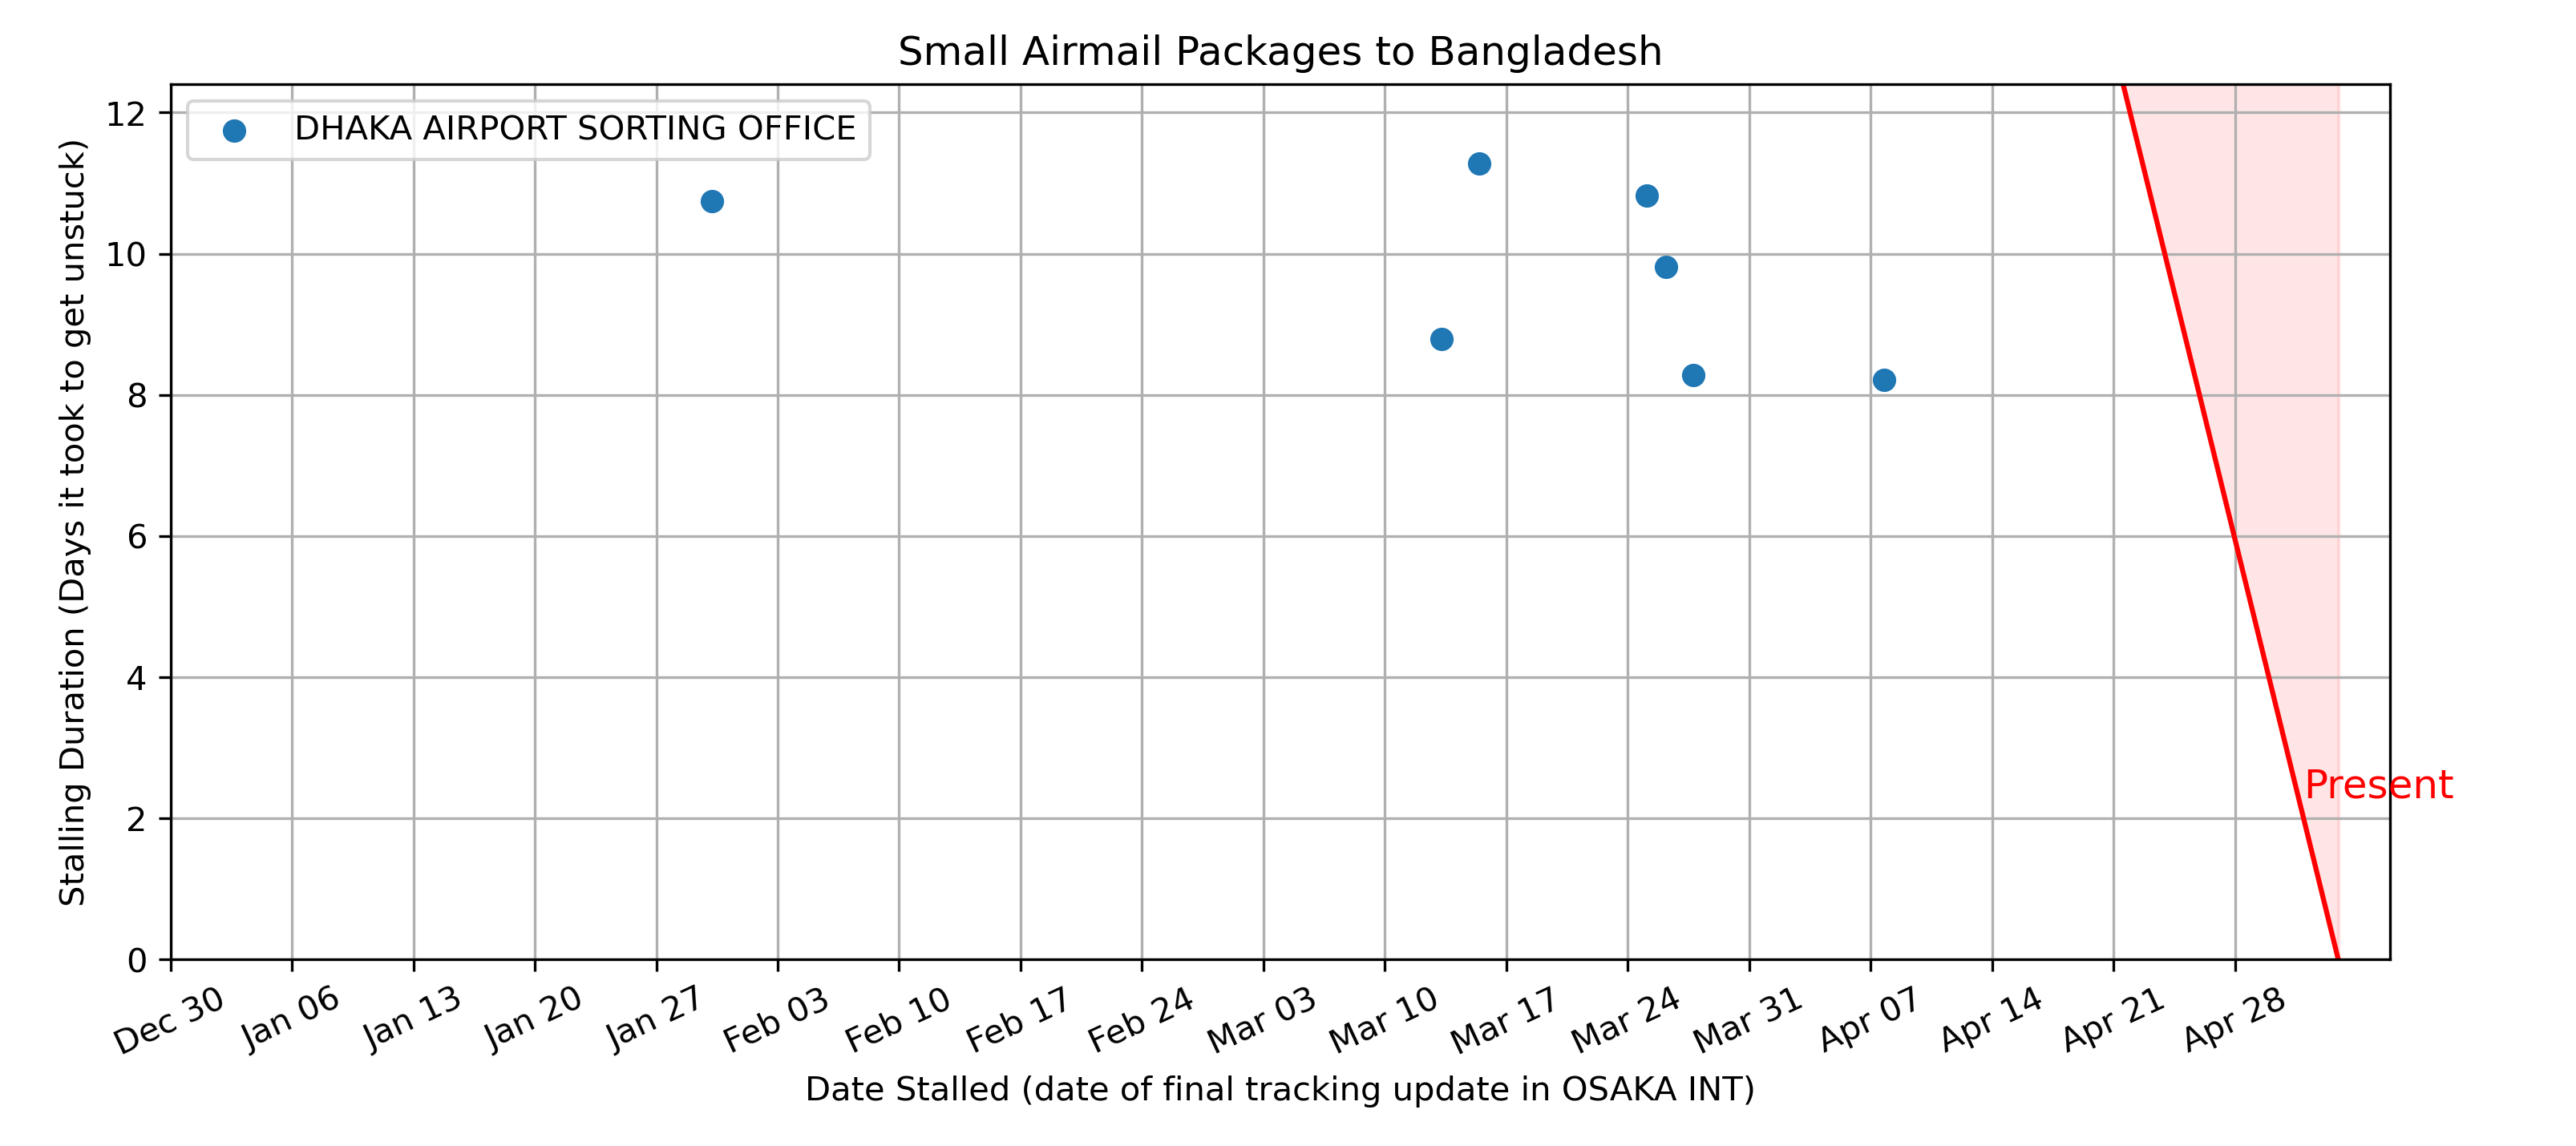 Small Airmail Packages to Bangladesh
DHAKA AIRPORT SORTING OFFICE
Stalling Duration (Days it took to get unstuck)
12
10
8
6
4
2
0
Present
Dec 30
Jan 06
Jan 13
Jan 20
Jan 27
Feb 03
Feb 10
Feb 17
Feb 24
Mar 03
Mar 10
Mar 17
Mar 24
Mar 31
Apr 07
Apr 14
Apr 21
Apr 28
Date Stalled (date of final tracking update in OSAKA INT)